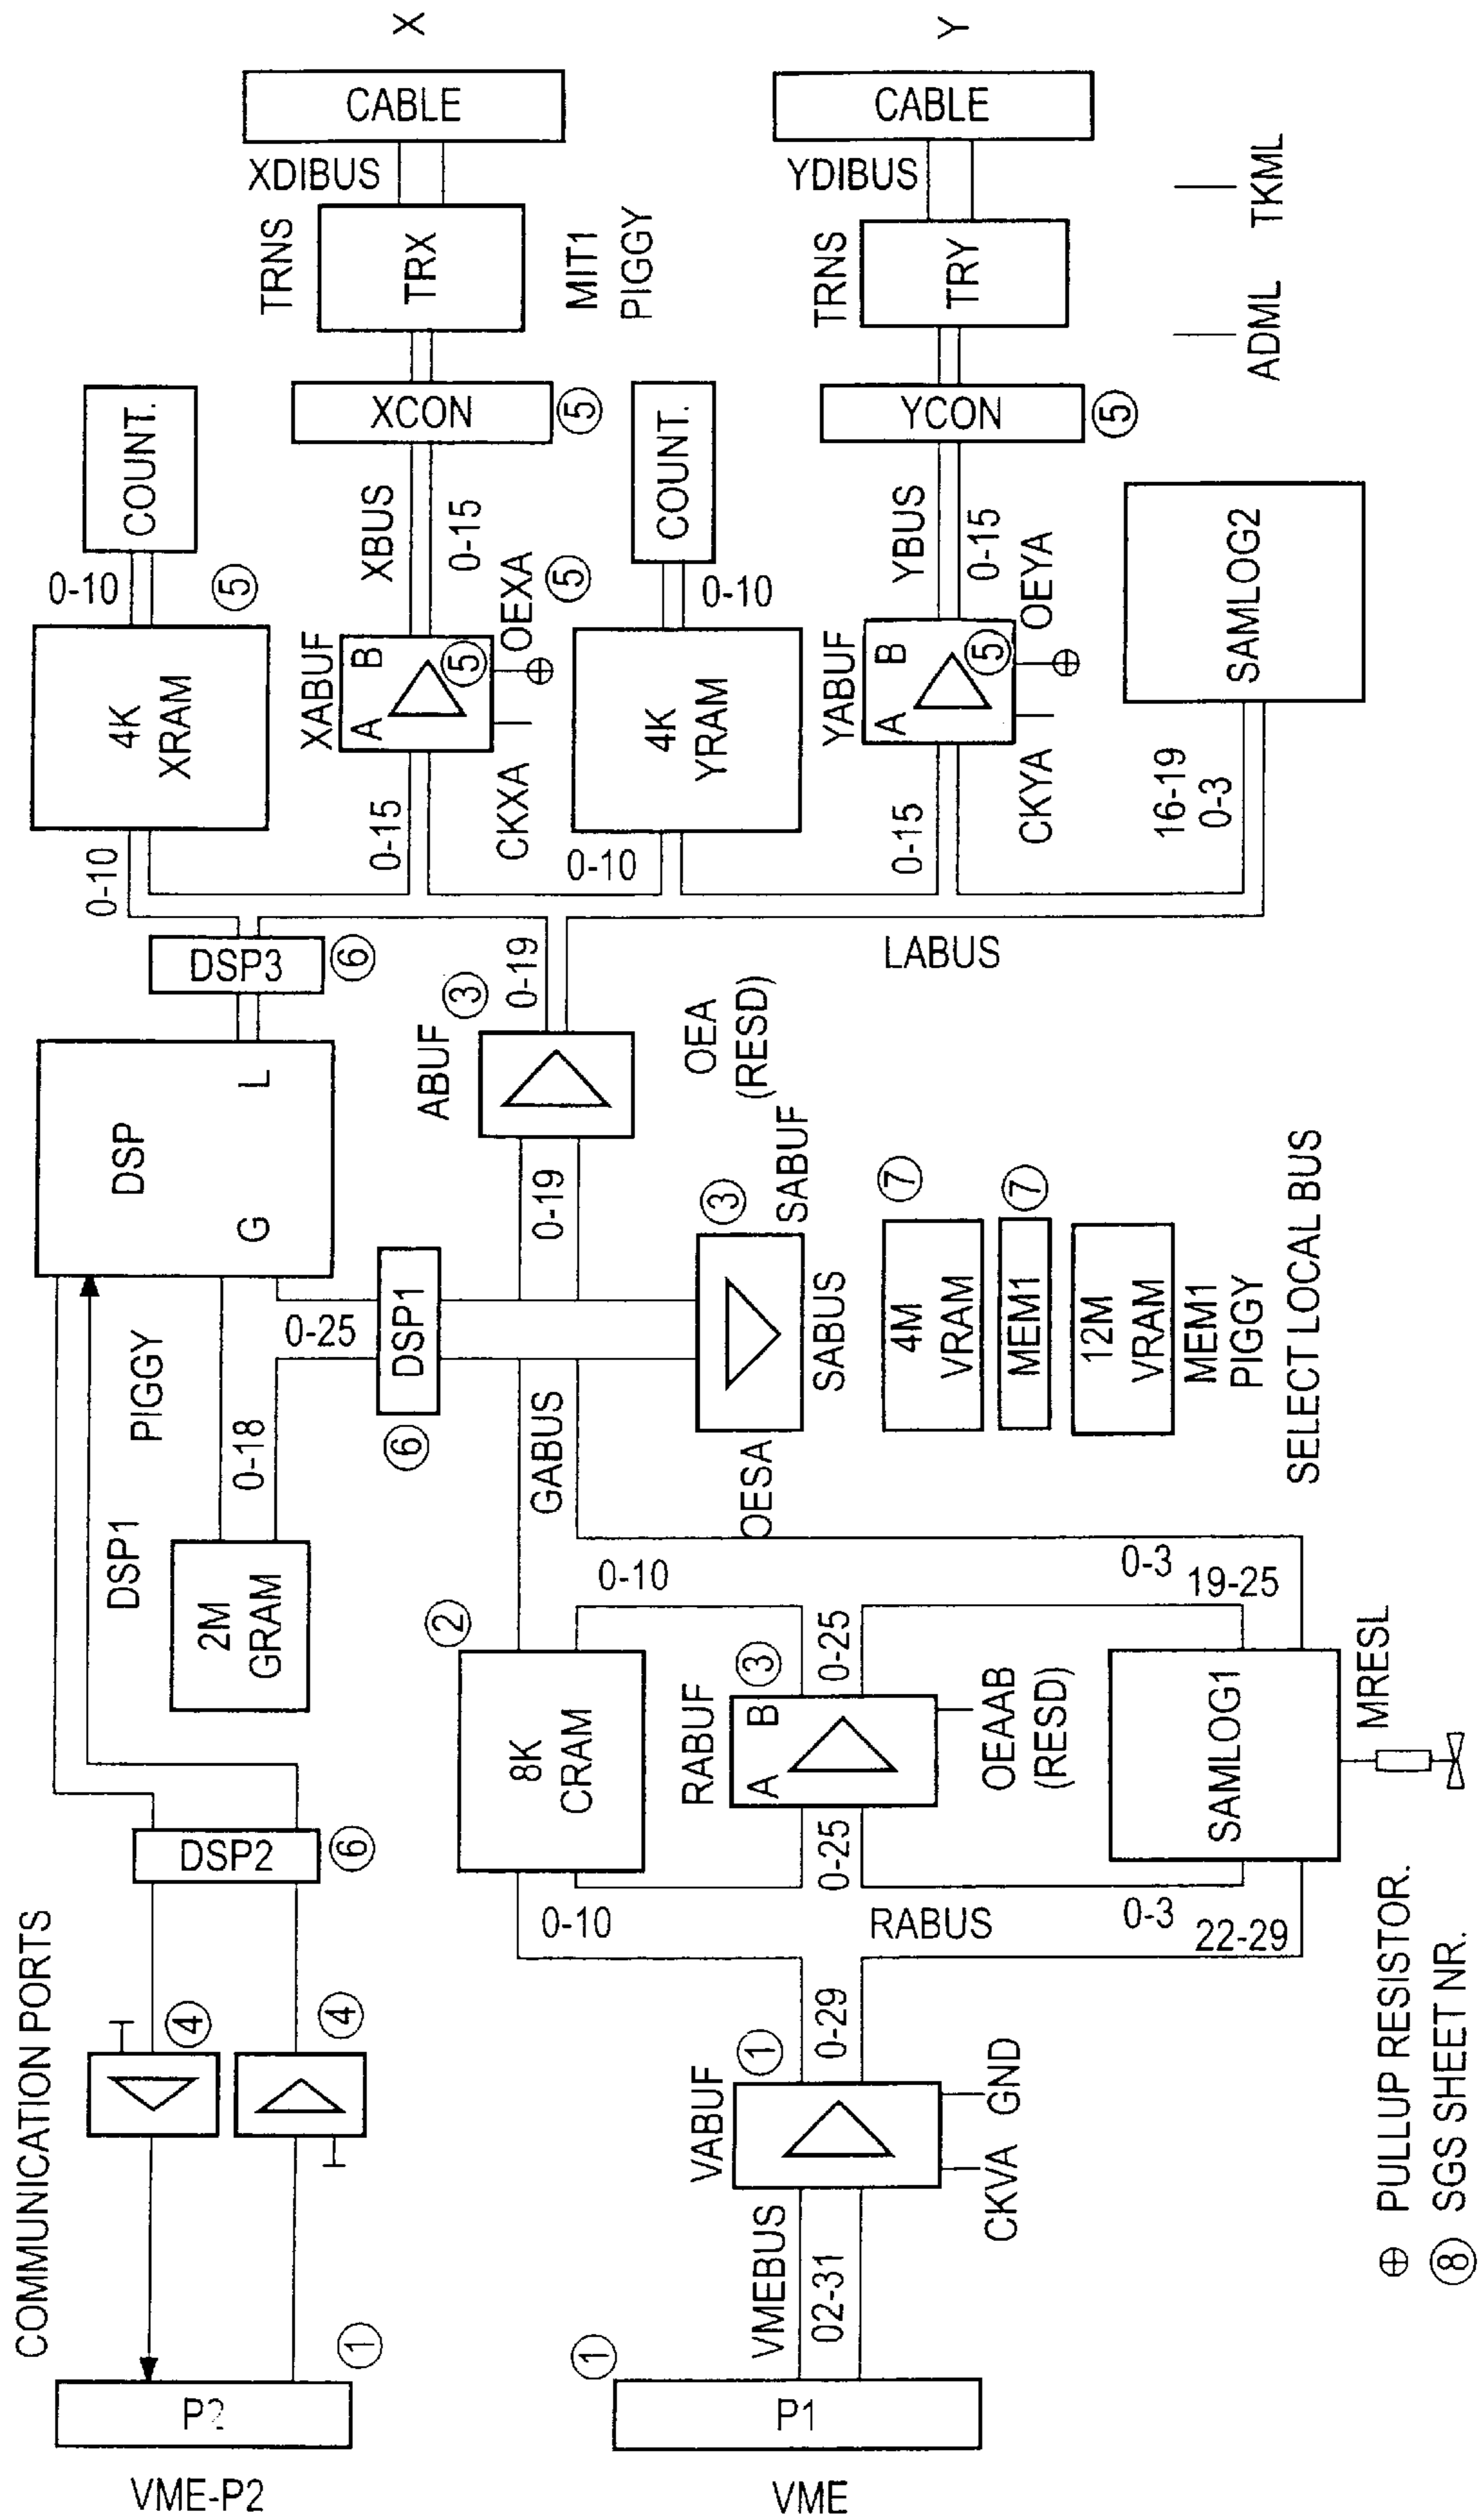 COMMUNICATION PORTS
VME-P2
P2
1
4
4
DSP2
6
DSP1
PIGGY
2M
GRAM
0-18
0-25
DSP
G
L
DSP1
6
DSP3
6
0-10
4K
XRAM
0-10
5
COUNT.
VME
P1
1
VMEBUS
02-31
VABUF
1
CKVA
GND
0-29
0-10
RABUS
0-3
22-29
8K
CRAM
2
RABUF
A
B
3
0-25
0-25
OEAAB
(RESD)
SAMLOG1
MRESL
0-10
0-3
19-25
GABUS
0-19
ABUF
3
0-19
OEA
(RESD)
OESA
SABUS
SABUF
3
4M
VRAM
7
MEM1
7
12M
VRAM
MEM1
PIGGY
SELECT LOCAL BUS
LABUS
0-15
XABUF
A
B
5
CKXA
OEXA
5
XBUS
0-15
XCON
5
TRNS
TRX
MIT1
PIGGY
XDIBUS
CABLE
X
0-10
4K
YRAM
0-10
COUNT.
0-15
YABUF
A
B
5
CKYA
OEYA
YBUS
0-15
YCON
5
TRNS
TRY
YDIBUS
CABLE
Y
16-19
0-3
SAMLOG2
ADML
TKML
⊕ PULLUP RESISTOR.
8 SGS SHEET NR.